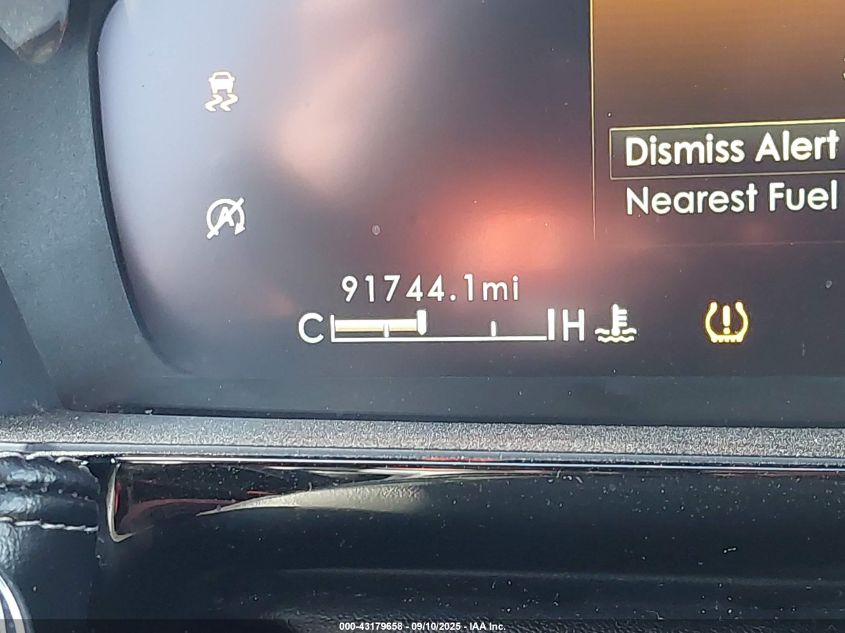 Dismiss Alert
Nearest Fuel
91744.1mi
C H
000-43179658 - 09/10/2025 - IAA Inc.